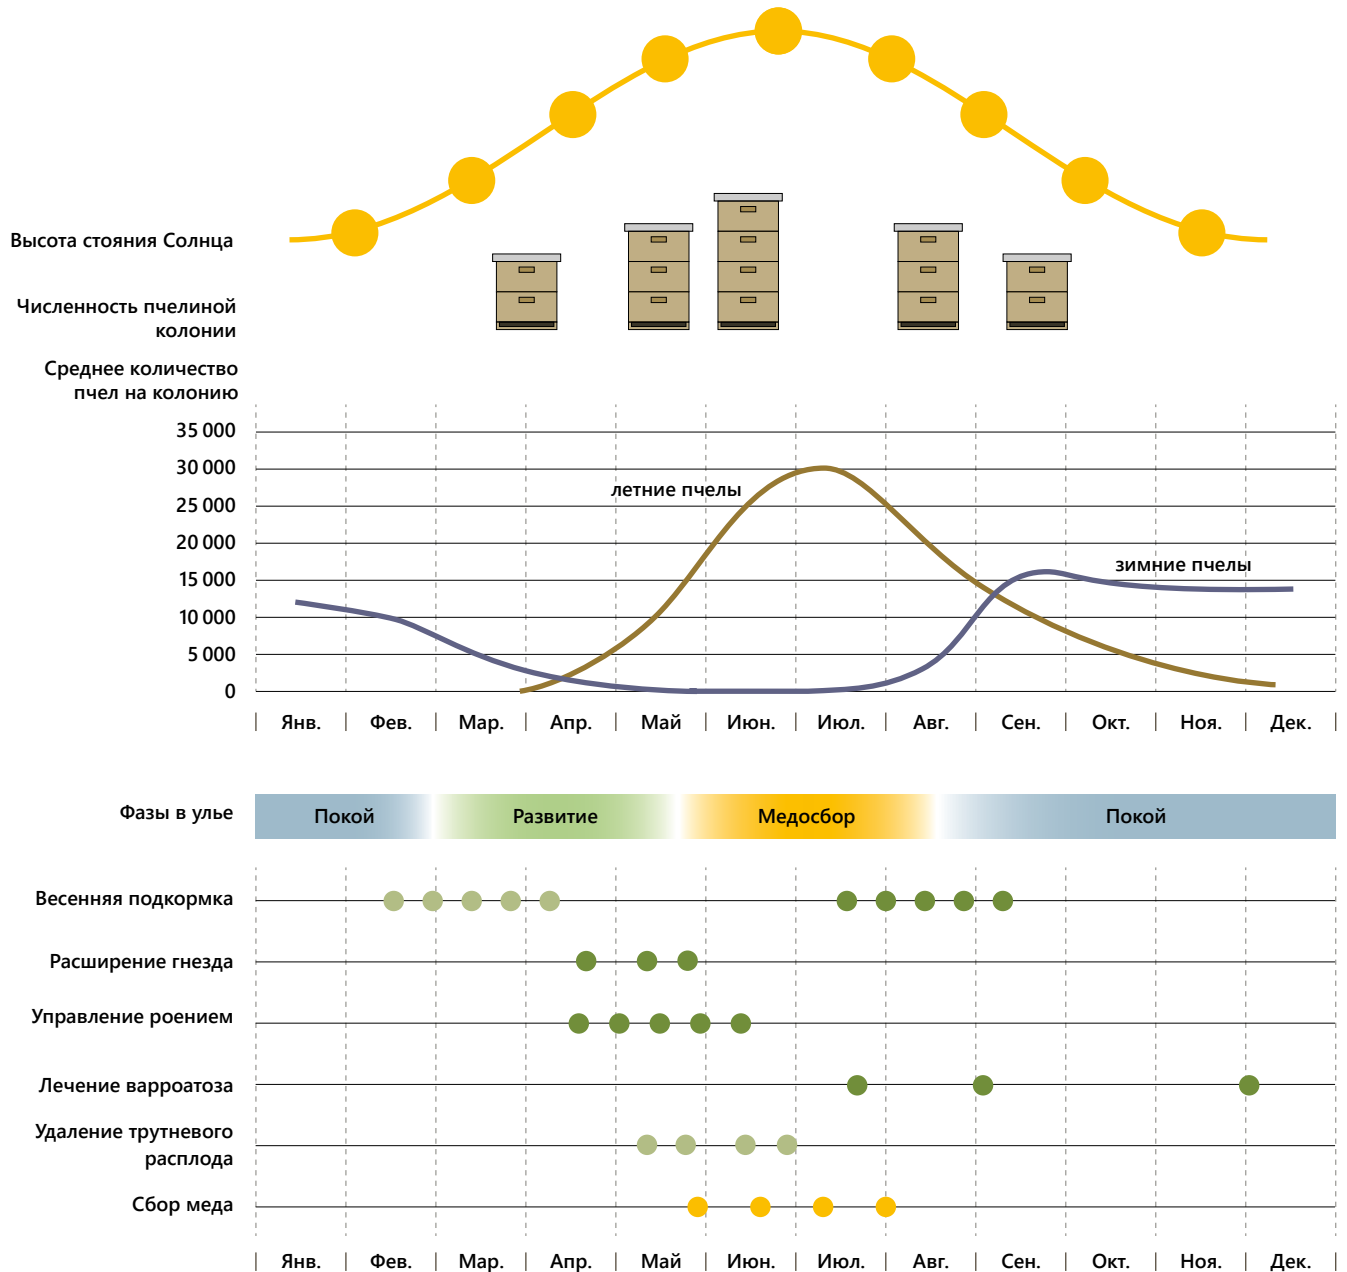 Высота стояния Солнца
Численность пчелиной
колонии
Среднее количество
пчел на колонию
35 000
30 000
25 000
20 000
15 000
10 000
5 000
0
летние пчелы
зимние пчелы
Янв. Фев. Мар. Апр. Май Июн. Июл. Авг. Сен. Окт. Ноя. Дек.
Фазы в улье Покой Развитие Медосбор Покой
Весенняя подкормка
Расширение гнезда
Управление роением
Лечение варроатоза
Удаление трутневого
расплода
Сбор меда
Янв. Фев. Мар. Апр. Май Июн. Июл. Авг. Сен. Окт. Ноя. Дек.